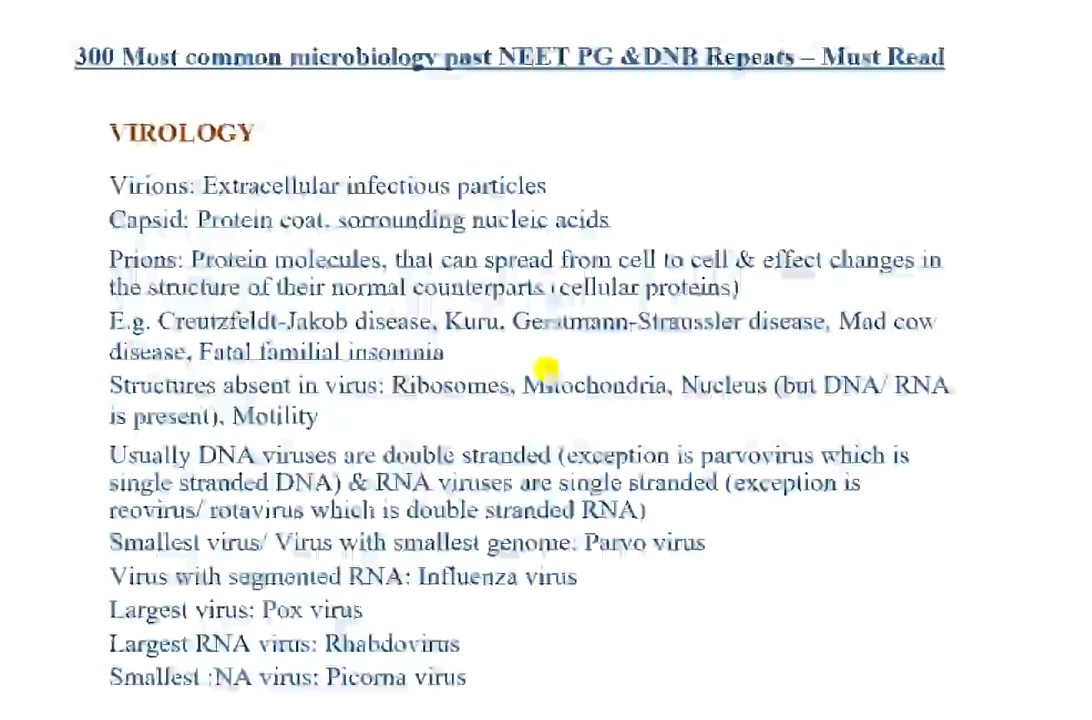 300 Most common microbiology past NEET PG &DNB Repeats – Must Read
VIROLOGY
Virions: Extracellular infectious particles
Capsid: Protein coat, sorrounding nucleic acids
Prions: Protein molecules, that can spread from cell to cell & effect changes in
the structure of their normal counterparts (cellular proteins)
E.g. Creutzfeldt-Jakob disease, Kuru, Gerstmann-Straussler disease, Mad cow
disease, Fatal familial insomnia
Structures absent in virus: Ribosomes, Mitochondria, Nucleus (but DNA/ RNA
is present), Motility
Usually DNA viruses are double stranded (exception is parvovirus which is
single stranded DNA) & RNA viruses are single stranded (exception is
reovirus/ rotavirus which is double stranded RNA)
Smallest virus/ Virus with smallest genome: Parvo virus
Virus with segmented RNA: Influenza virus
Largest virus: Pox virus
Largest RNA virus: Rhabdovirus
Smallest :NA virus: Picorna virus